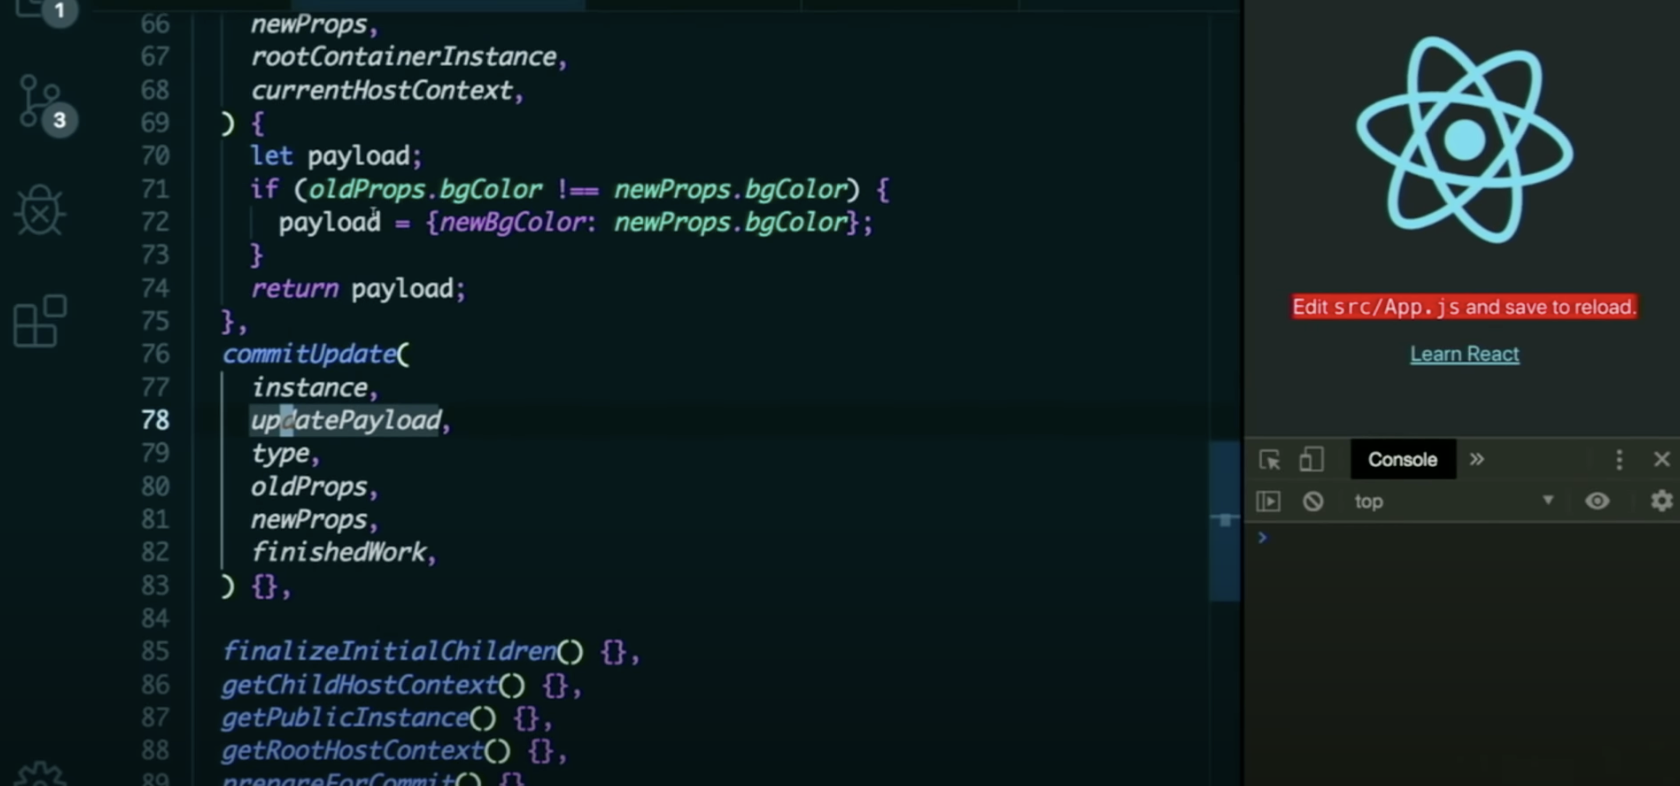 1
3
66 newProps,
67 rootContainerInstance,
68 currentHostContext,
69 ) {
70 let payload;
71 if (oldProps.bgColor !== newProps.bgColor) {
72 payload = {newBgColor: newProps.bgColor};
73 }
74 return payload;
75 },
76 commitUpdate(
77 instance,
78 updatePayload,
79 type,
80 oldProps,
81 newProps,
82 finishedWork,
83 ) {},
84
85 finalizeInitialChildren() {},
86 getChildHostContext() {},
87 getPublicInstance() {},
88 getRootHostContext() {},
89 prepareForCommit() {}
Edit src/App.js and save to reload.
Learn React
Console »
top